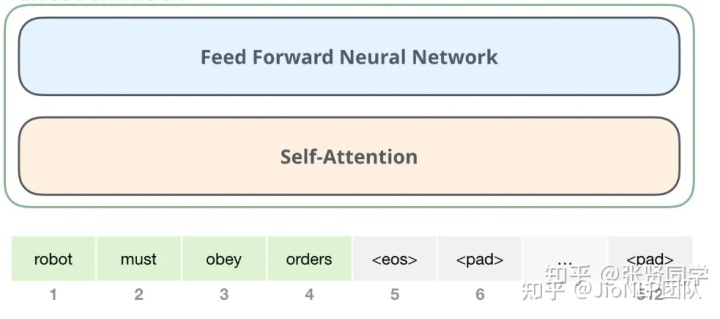 Feed Forward Neural Network
Self-Attention
robot must obey orders <eos> <pad> ... <pad>
1 2 3 4 5 6 512
知乎 @张贤同学
知乎 @JioNLP团队